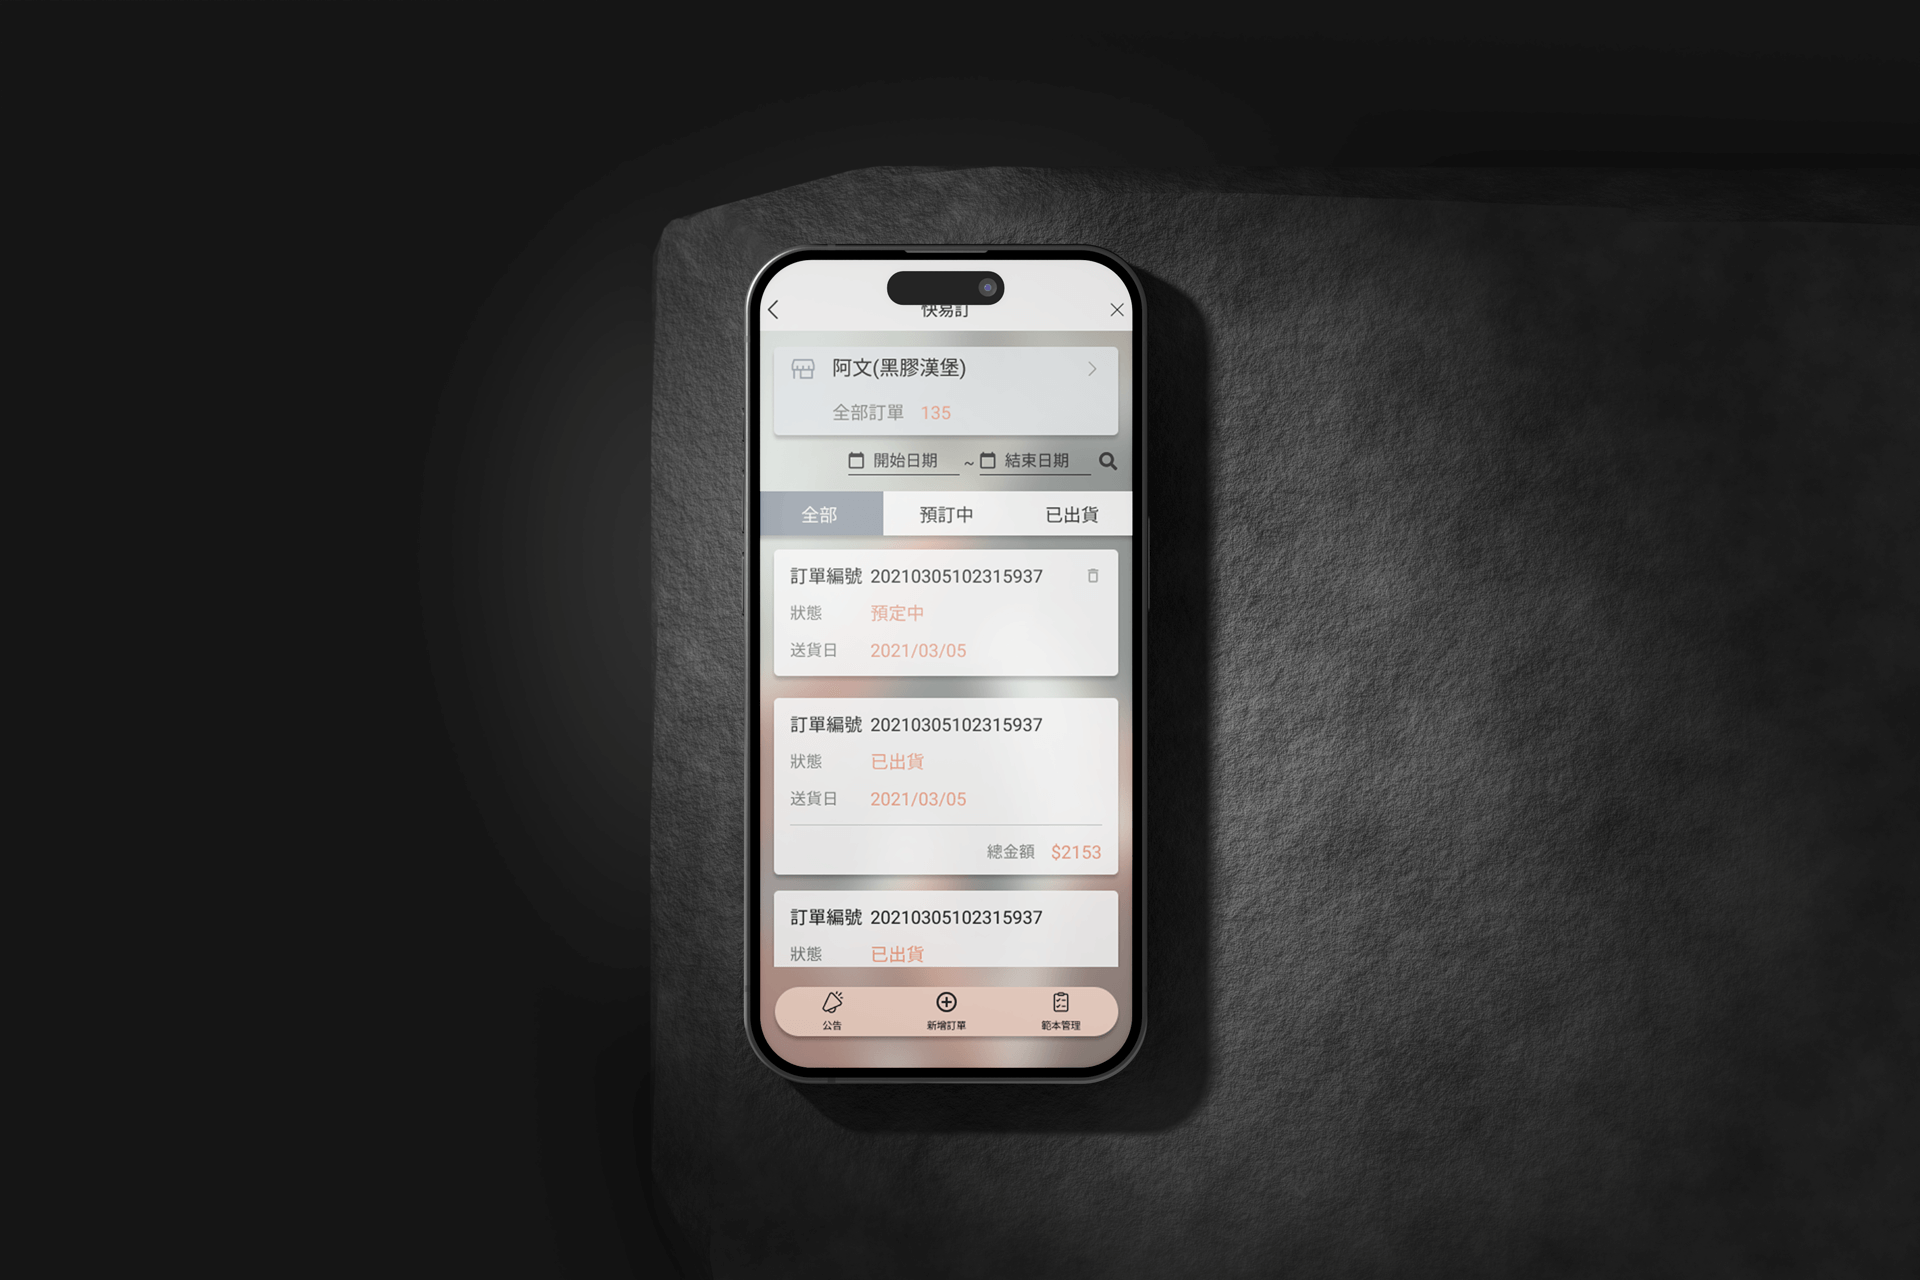 快易訂
阿文(黑膠漢堡)
全部訂單 135
開始日期 ~ 結束日期
全部 預訂中 已出貨
訂單編號 20210305102315937
狀態 預定中
送貨日 2021/03/05
訂單編號 20210305102315937
狀態 已出貨
送貨日 2021/03/05
總金額 $2153
訂單編號 20210305102315937
狀態 已出貨
公告 新增訂單 範本管理